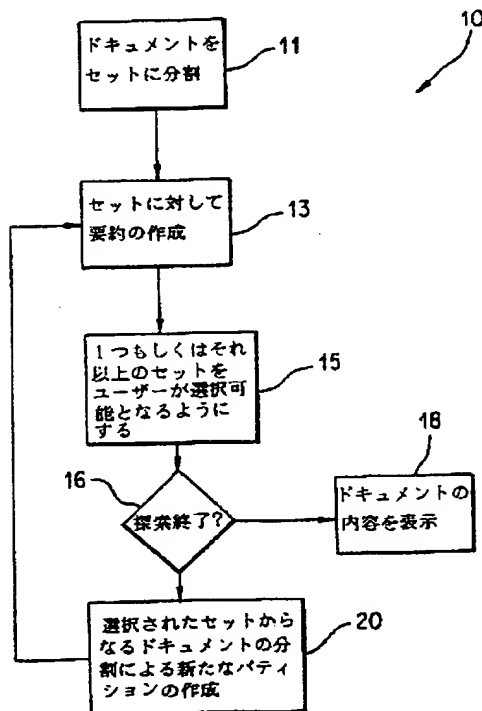 10
ドキュメントを
セットに分割
11
セットに対して
要約の作成
13
1つもしくはそれ
以上のセットを
ユーザーが選択可
能となるように
する
15
16
探索終了?
18
ドキュメントの
内容を表示
選択されたセットから
なるドキュメントの分
割による新たなパティ
ションの作成
20